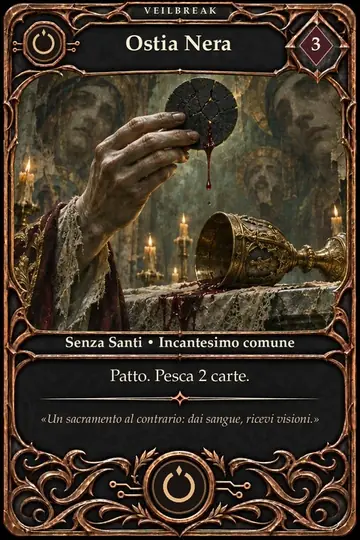 VEILBREAK
Ostia Nera
3
Senza Santi • Incantesimo comune
Patto. Pesca 2 carte.
«Un sacramento al contrario: dai sangue, ricevi visioni.»